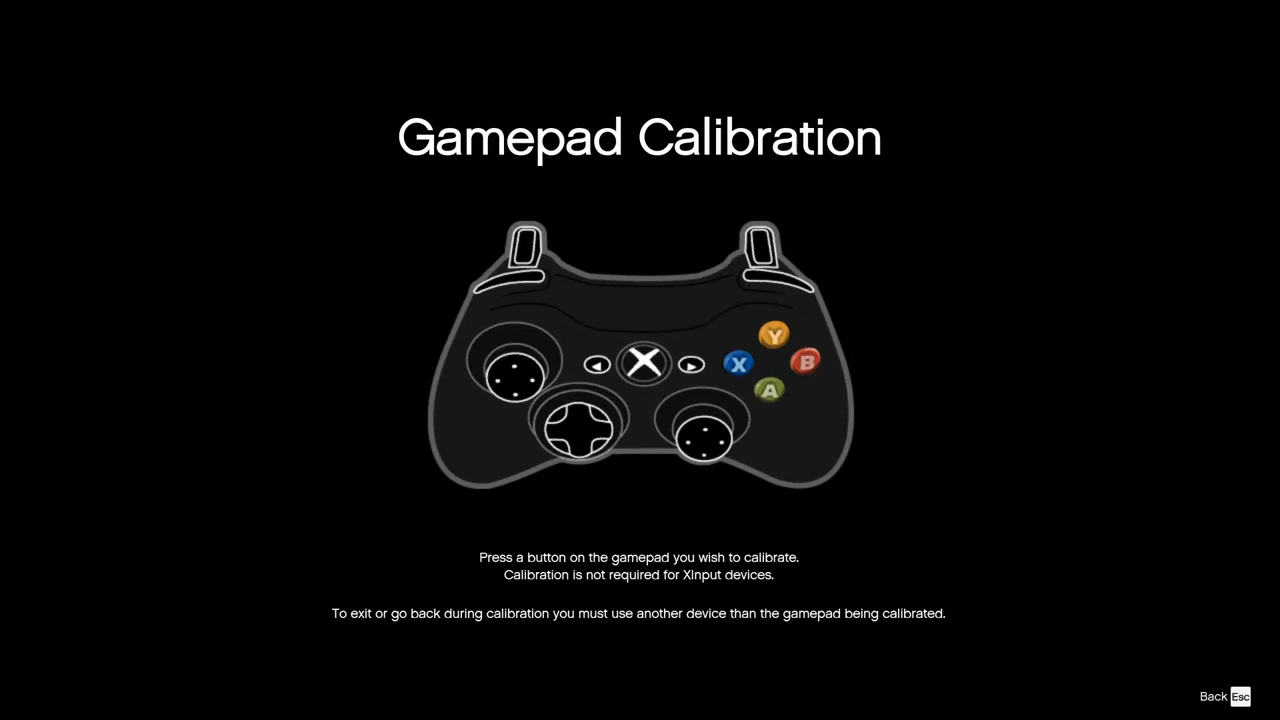 Gamepad Calibration
Y
X
B
A
Press a button on the gamepad you wish to calibrate.
Calibration is not required for XInput devices.
To exit or go back during calibration you must use another device than the gamepad being calibrated.
Back Esc